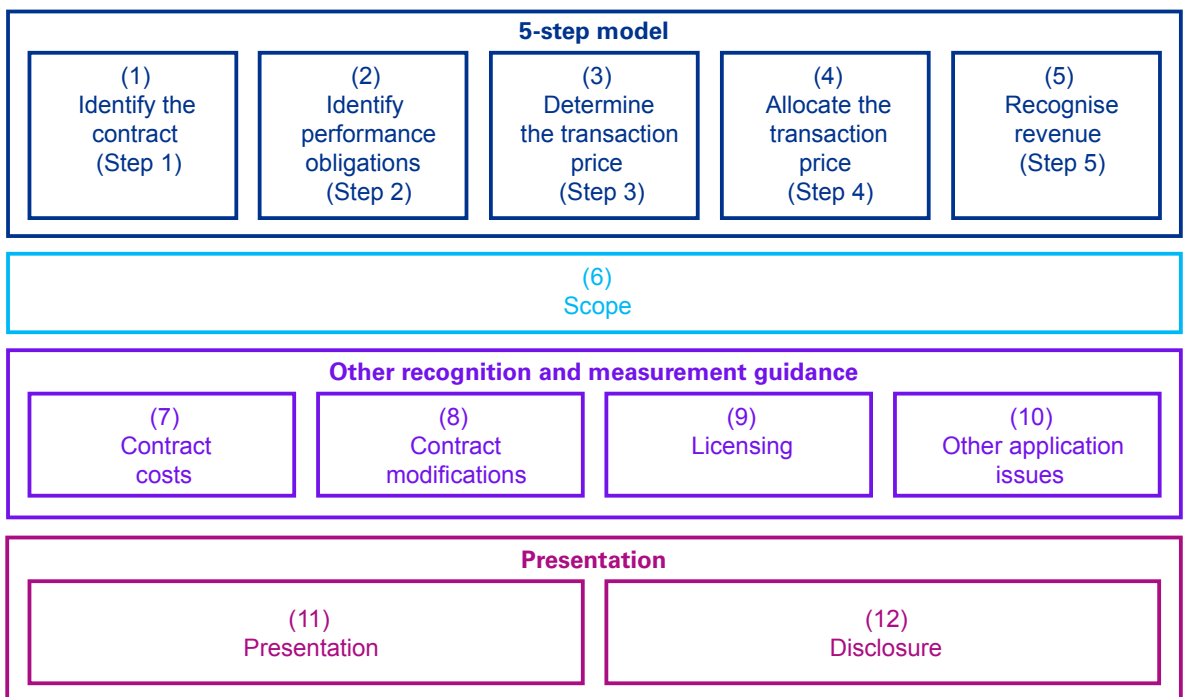 5-step model
(1)
Identify the
contract
(Step 1)
(2)
Identify
performance
obligations
(Step 2)
(3)
Determine
the transaction
price
(Step 3)
(4)
Allocate the
transaction
price
(Step 4)
(5)
Recognise
revenue
(Step 5)
(6)
Scope
Other recognition and measurement guidance
(7)
Contract
costs
(8)
Contract
modifications
(9)
Licensing
(10)
Other application
issues
Presentation
(11)
Presentation
(12)
Disclosure